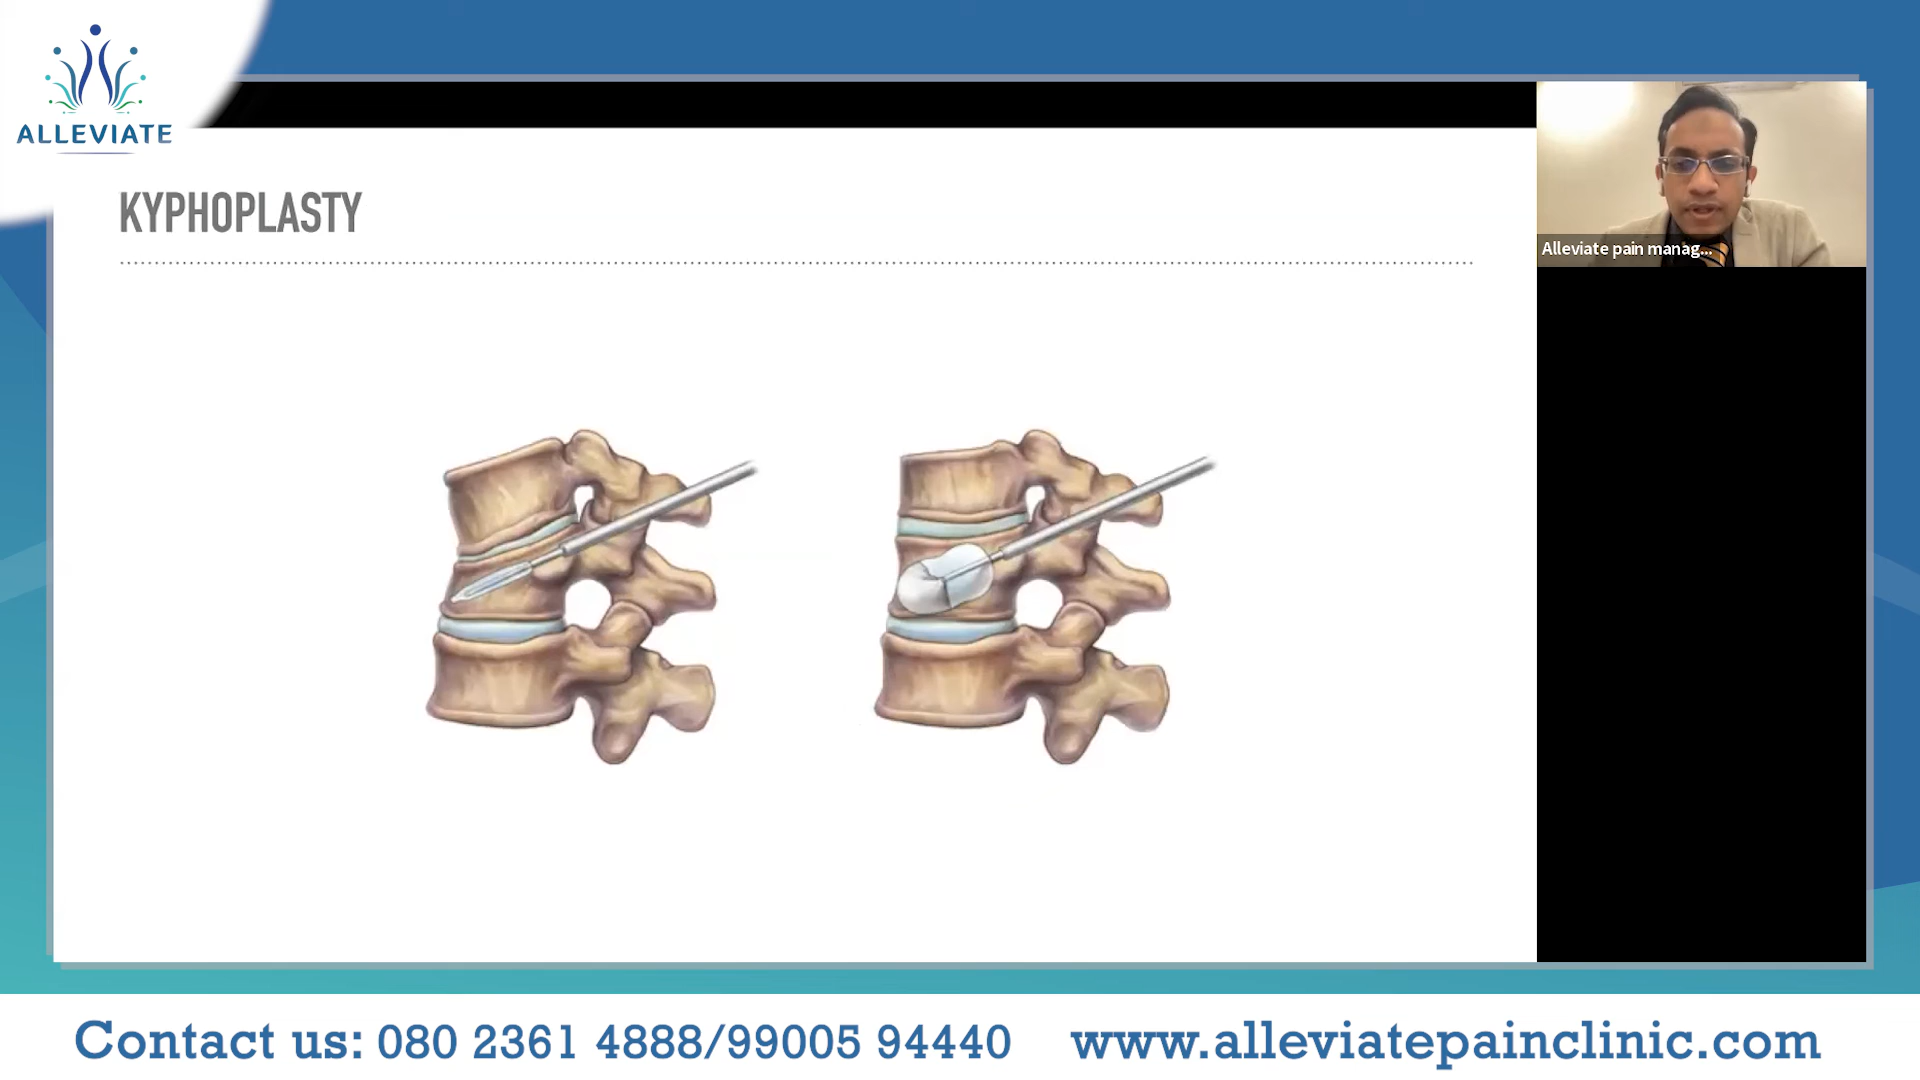 ALLEVIATE
KYPHOPLASTY
Alleviate pain manag...
Contact us: 080 2361 4888/99005 94440
www.alleviatepainclinic.com